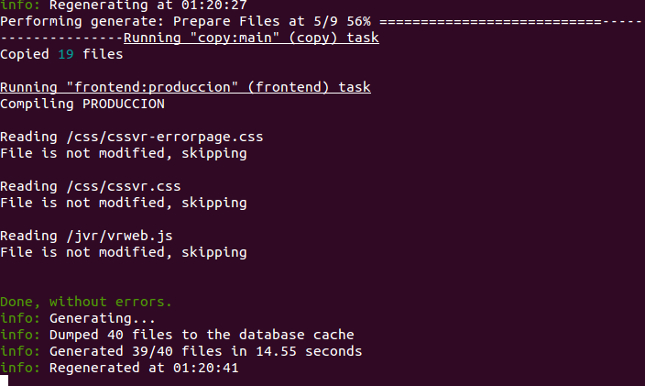 info: Regenerating at 01:20:27
Performing generate: Prepare Files at 5/9 56% ===========================-----
---------------Running "copy:main" (copy) task
Copied 19 files
Running "frontend:produccion" (frontend) task
Compiling PRODUCCION
Reading /css/cssvr-errorpage.css
File is not modified, skipping
Reading /css/cssvr.css
File is not modified, skipping
Reading /jvr/vrweb.js
File is not modified, skipping
Done, without errors.
info: Generating...
info: Dumped 40 files to the database cache
info: Generated 39/40 files in 14.55 seconds
info: Regenerated at 01:20:41